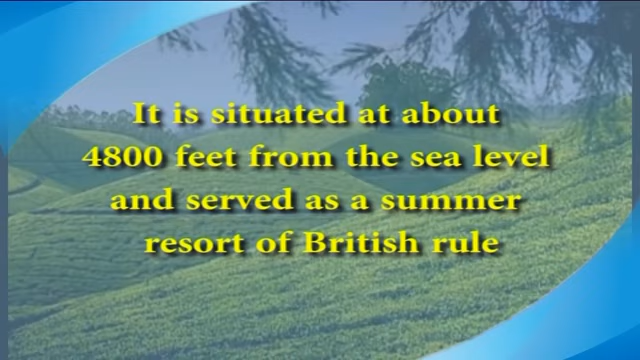 It is situated at about
4800 feet from the sea level
and served as a summer
resort of British rule